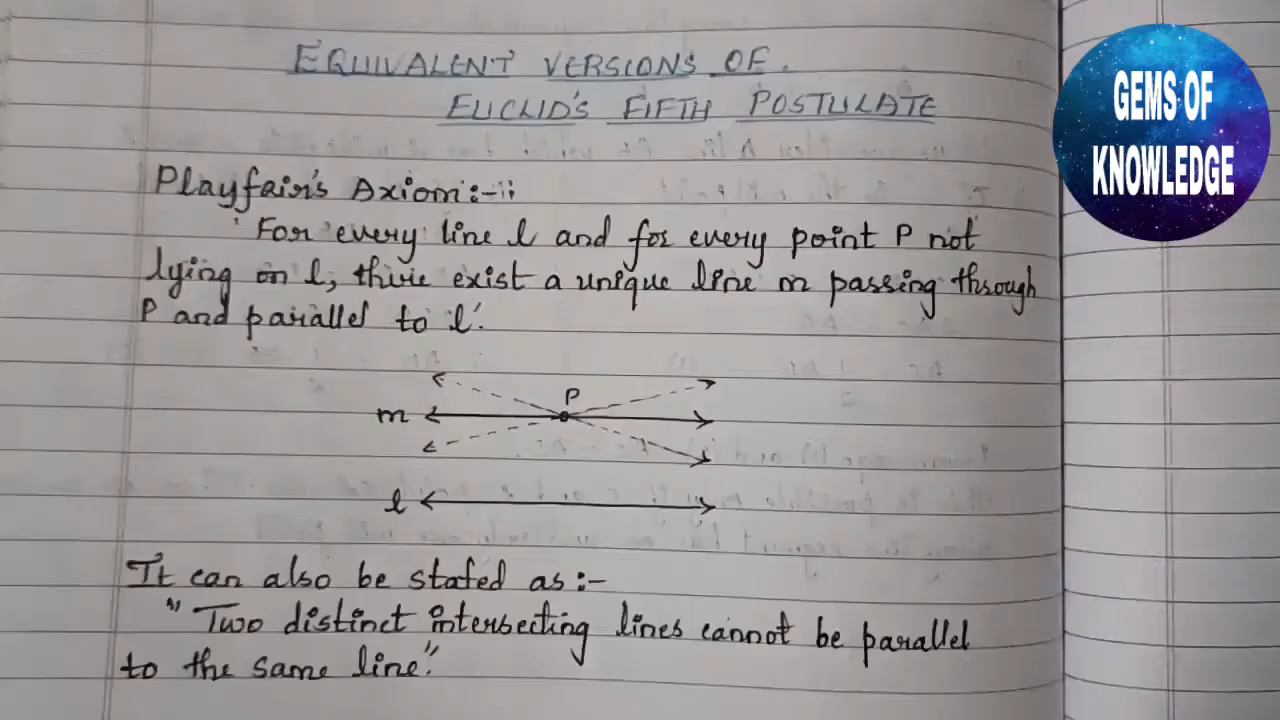 EQUIVALENT VERSIONS OF
EUCLID'S FIFTH POSTULATE
GEMS OF
KNOWLEDGE
Playfair's Axiom:-
'For every line l and for every point P not
lying on l, there exist a unique line m passing through
P and parallel to l'.
P
m
l
It can also be stated as:-
"Two distinct intersecting lines cannot be parallel
to the same line".